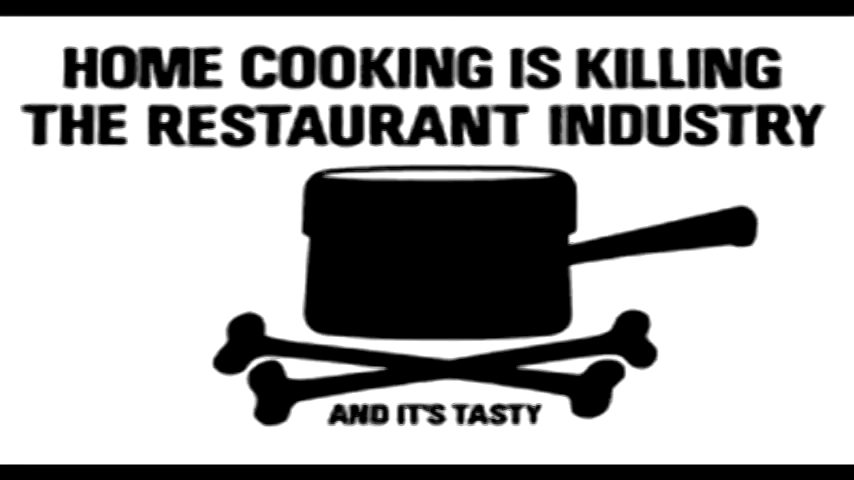 HOME COOKING IS KILLING
THE RESTAURANT INDUSTRY
AND IT'S TASTY